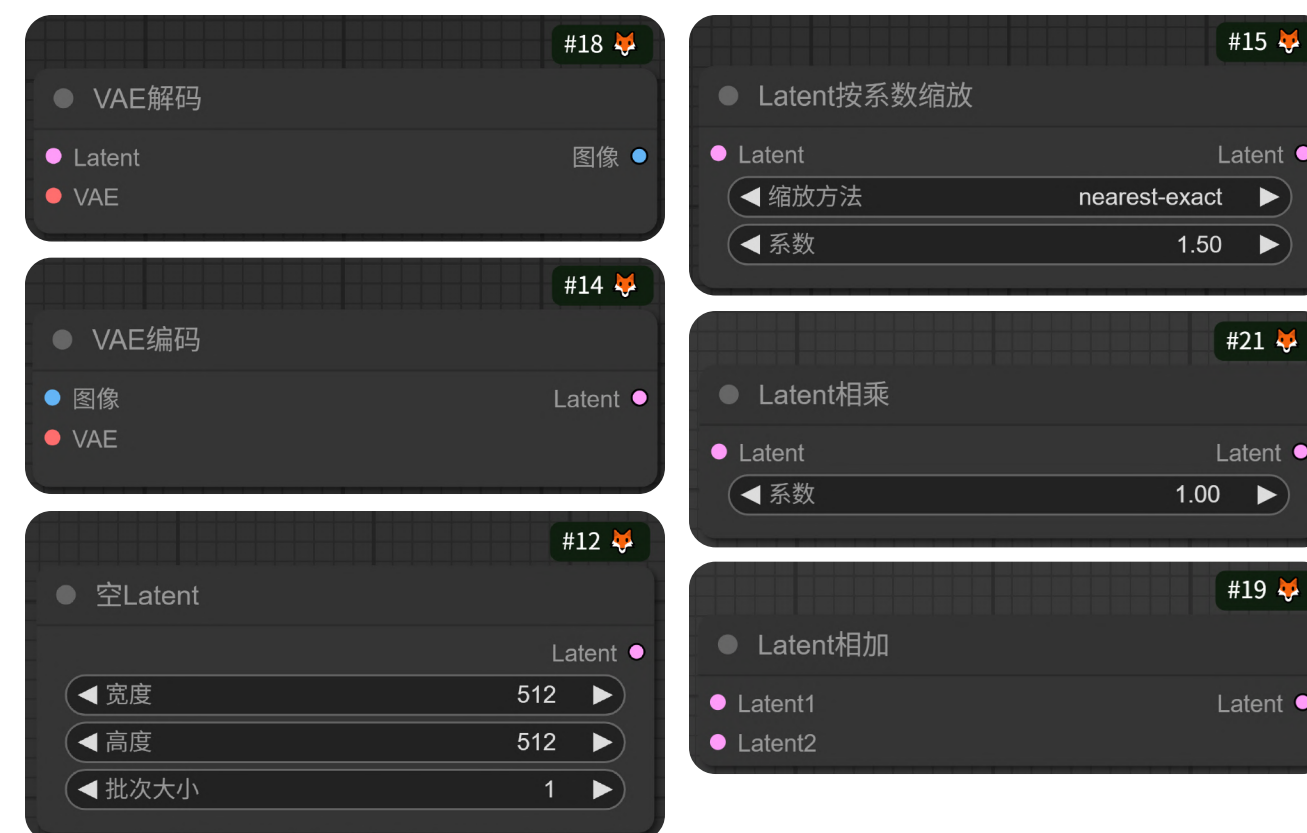 #18
VAE解码
Latent 图像
VAE
#14
VAE编码
图像 Latent
VAE
#12
空Latent
Latent
宽度 512
高度 512
批次大小 1
#15
Latent按系数缩放
Latent Latent
缩放方法 nearest-exact
系数 1.50
#21
Latent相乘
Latent Latent
系数 1.00
#19
Latent相加
Latent1 Latent
Latent2